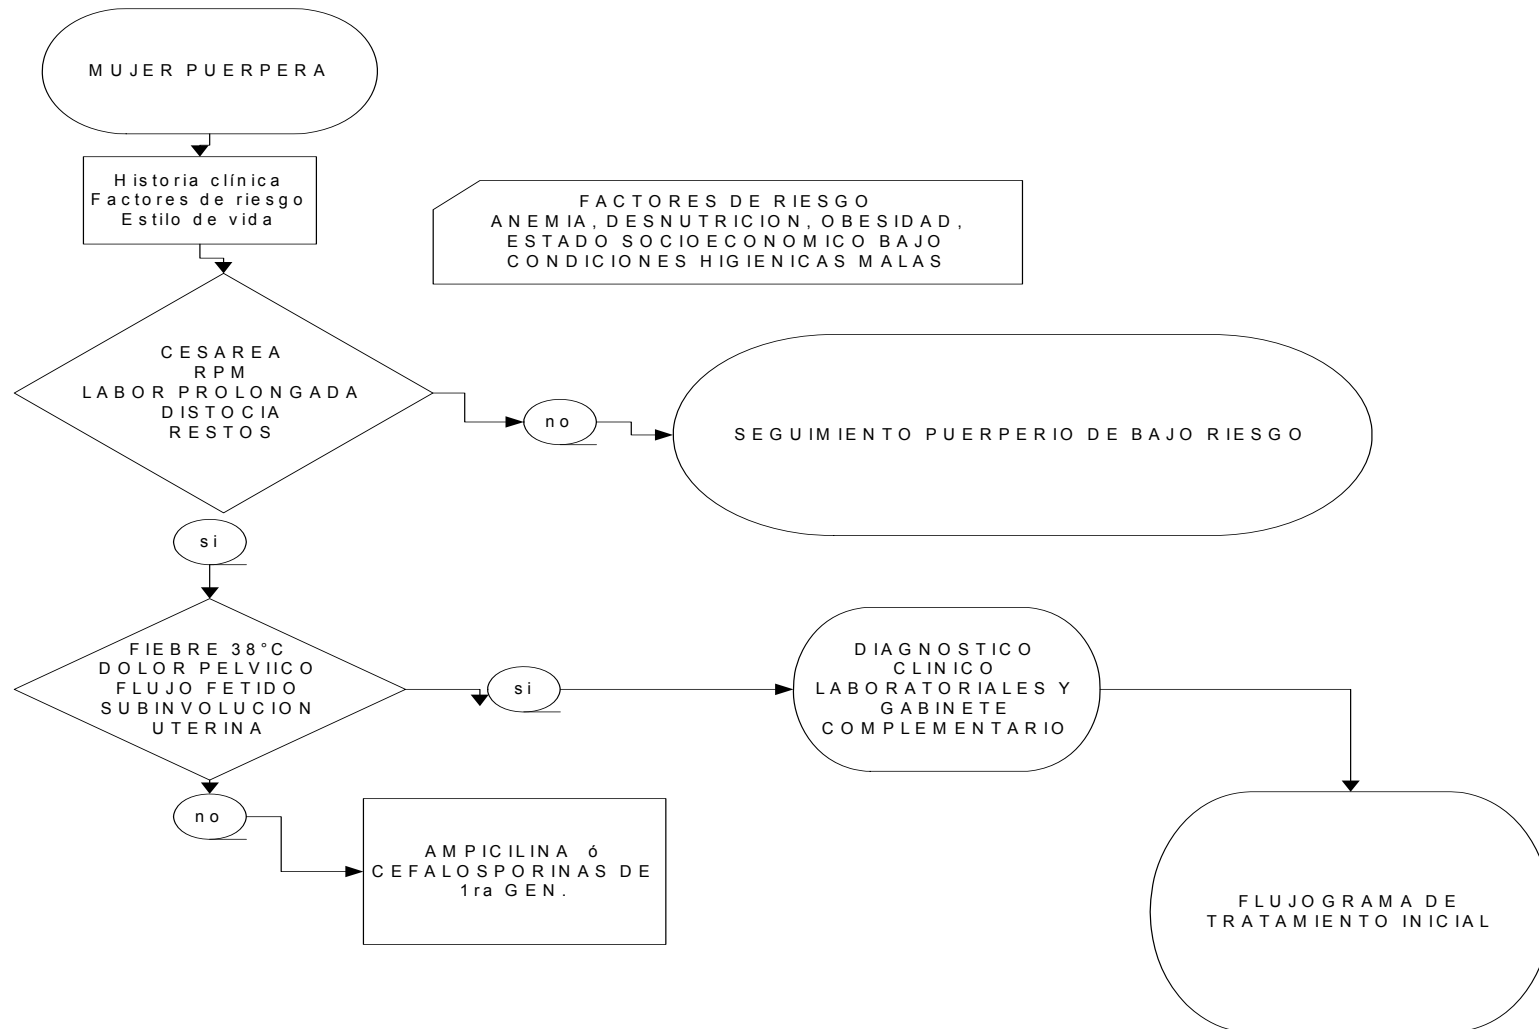 MUJER PUERPERA
Historia clínica
Factores de riesgo
Estilo de vida
FACTORES DE RIESGO
ANEMIA, DESNUTRICION, OBESIDAD,
ESTADO SOCIOECONOMICO BAJO
CONDICIONES HIGIENICAS MALAS
CESAREA
RPM
LABOR PROLONGADA
DISTOCIA
RESTOS
no
SEGUIMIENTO PUERPERIO DE BAJO RIESGO
si
FIEBRE 38°C
DOLOR PELVIICO
FLUJO FETIDO
SUBINVOLUCION
UTERINA
si
DIAGNOSTICO
CLINICO
LABORATORIALES Y
GABINETE
COMPLEMENTARIO
no
AMPICILINA ó
CEFALOSPORINAS DE
1ra GEN.
FLUJOGRAMA DE
TRATAMIENTO INICIAL